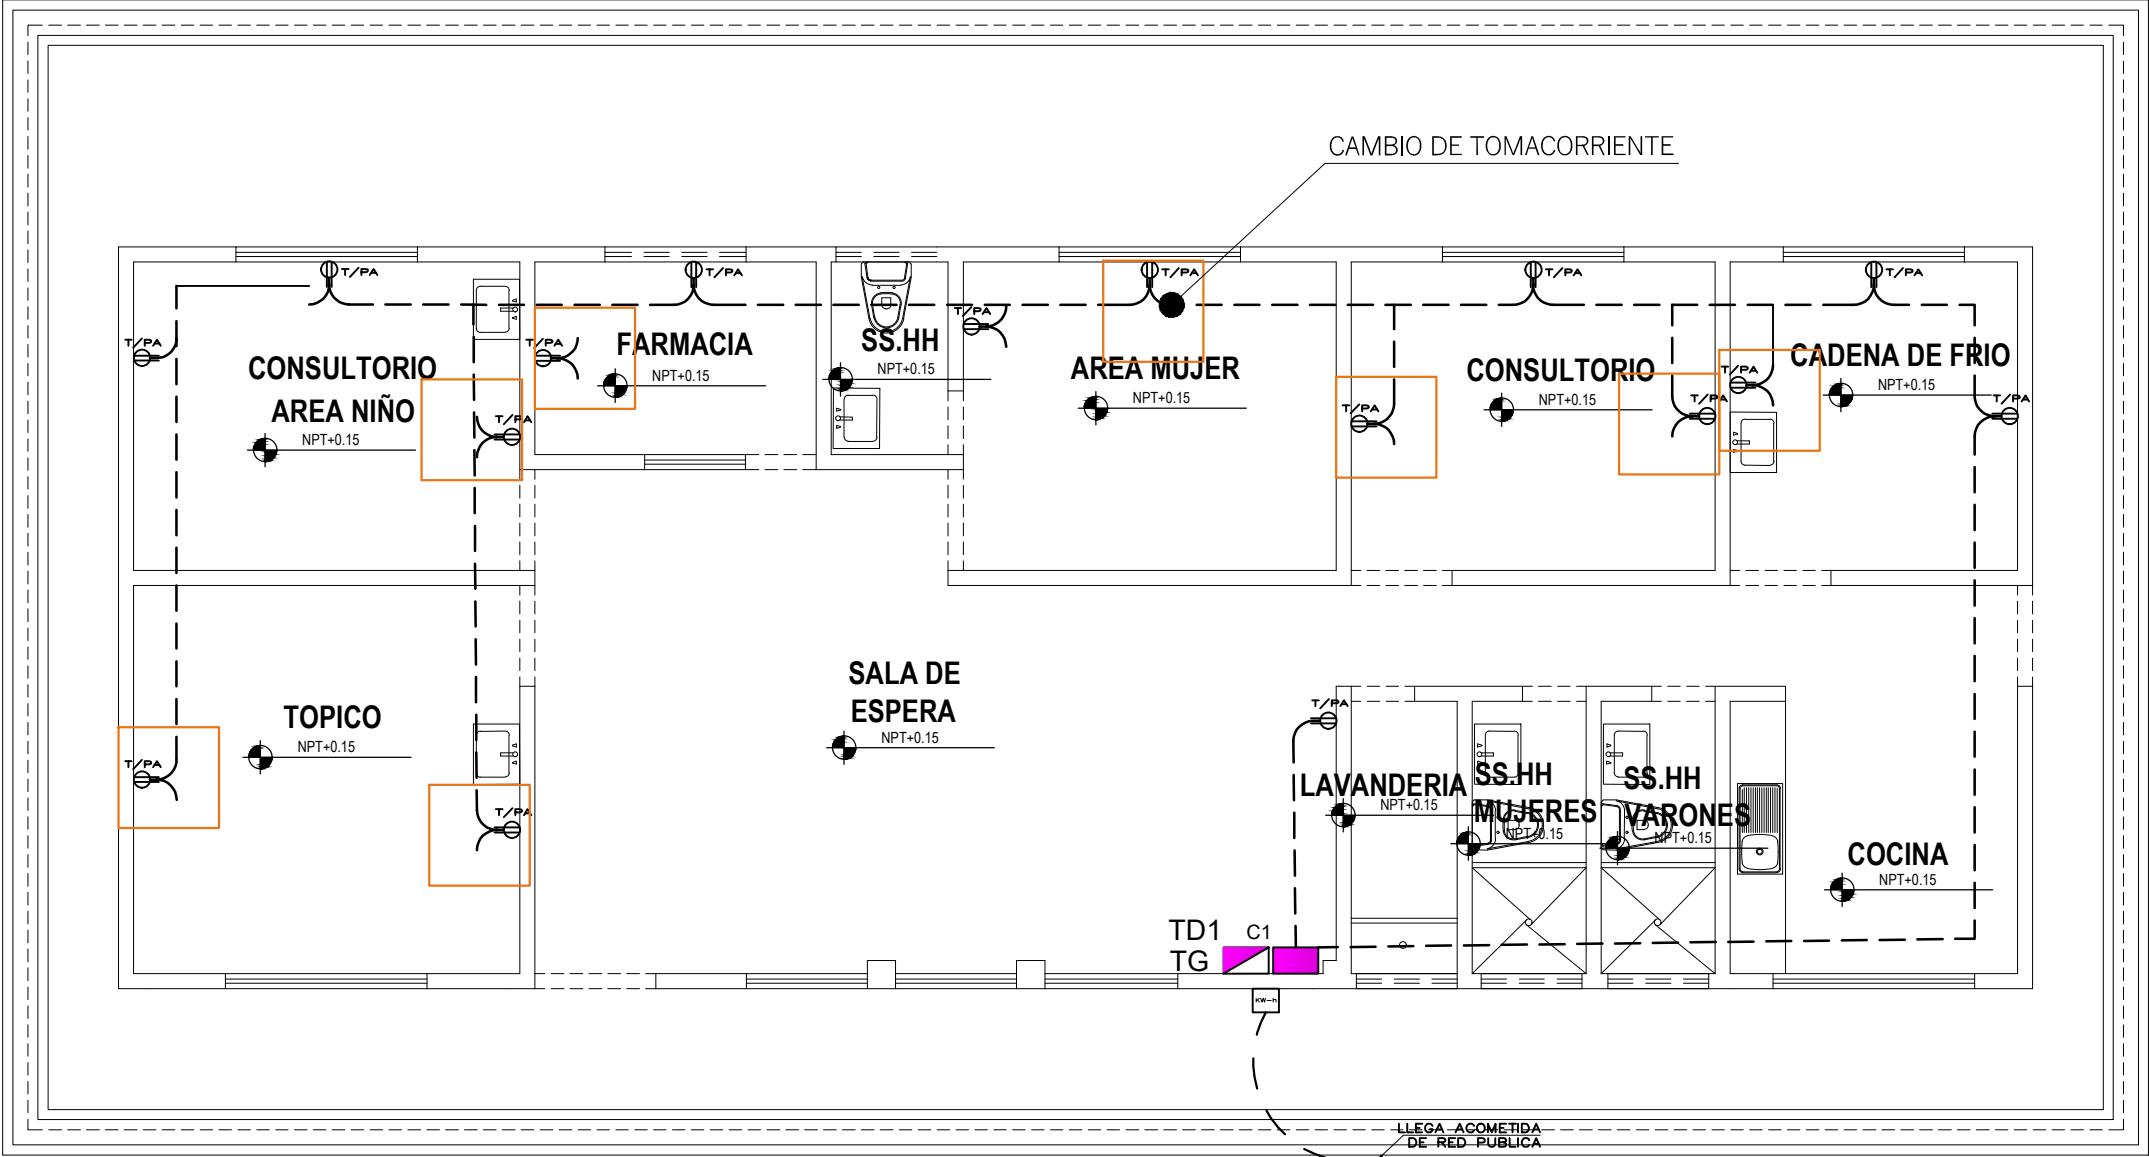 CAMBIO DE TOMACORRIENTE
T/PA
T/PA
T/PA
T/PA
T/PA
T/PA
T/PA
T/PA
CONSULTORIO
AREA NIÑO
NPT+0.15
T/PA
FARMACIA
NPT+0.15
SS.HH
NPT+0.15
AREA MUJER
NPT+0.15
T/PA
CONSULTORIO
NPT+0.15
T/PA
T/PA
CADENA DE FRIO
NPT+0.15
T/PA
TOPICO
NPT+0.15
T/PA
T/PA
SALA DE
ESPERA
NPT+0.15
T/PA
LAVANDERIA
NPT+0.15
SS.HH
MUJERES
NPT+0.15
SS.HH
VARONES
NPT+0.15
COCINA
NPT+0.15
TD1
C1
TG
KW-h
LLEGA ACOMETIDA
DE RED PUBLICA